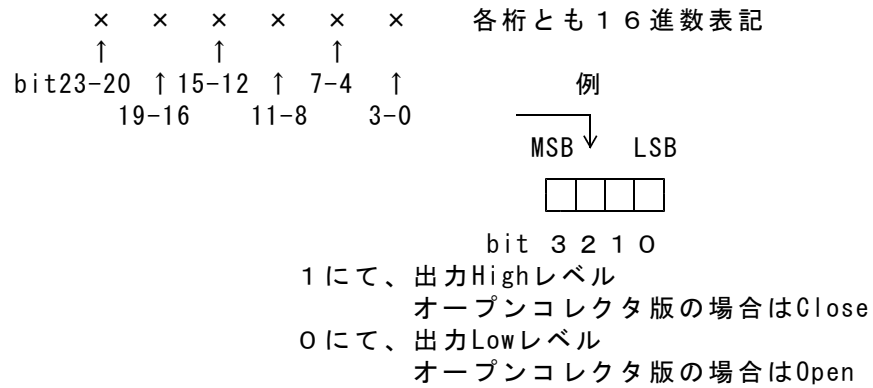 × × × × × × 各桁とも１６進数表記
↑ ↑ ↑
bit23-20 ↑ 15-12 ↑ 7-4 ↑ 例
19-16 11-8 3-0
MSB LSB
bit ３２１０
１にて、出力Highレベル
オープンコレクタ版の場合はClose
０にて、出力Lowレベル
オープンコレクタ版の場合はOpen